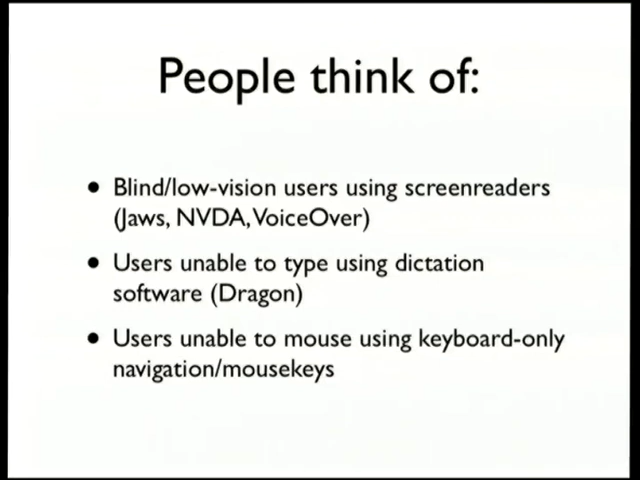 People think of:
• Blind/low-vision users using screenreaders
(Jaws, NVDA, VoiceOver)
• Users unable to type using dictation
software (Dragon)
• Users unable to mouse using keyboard-only
navigation/mousekeys